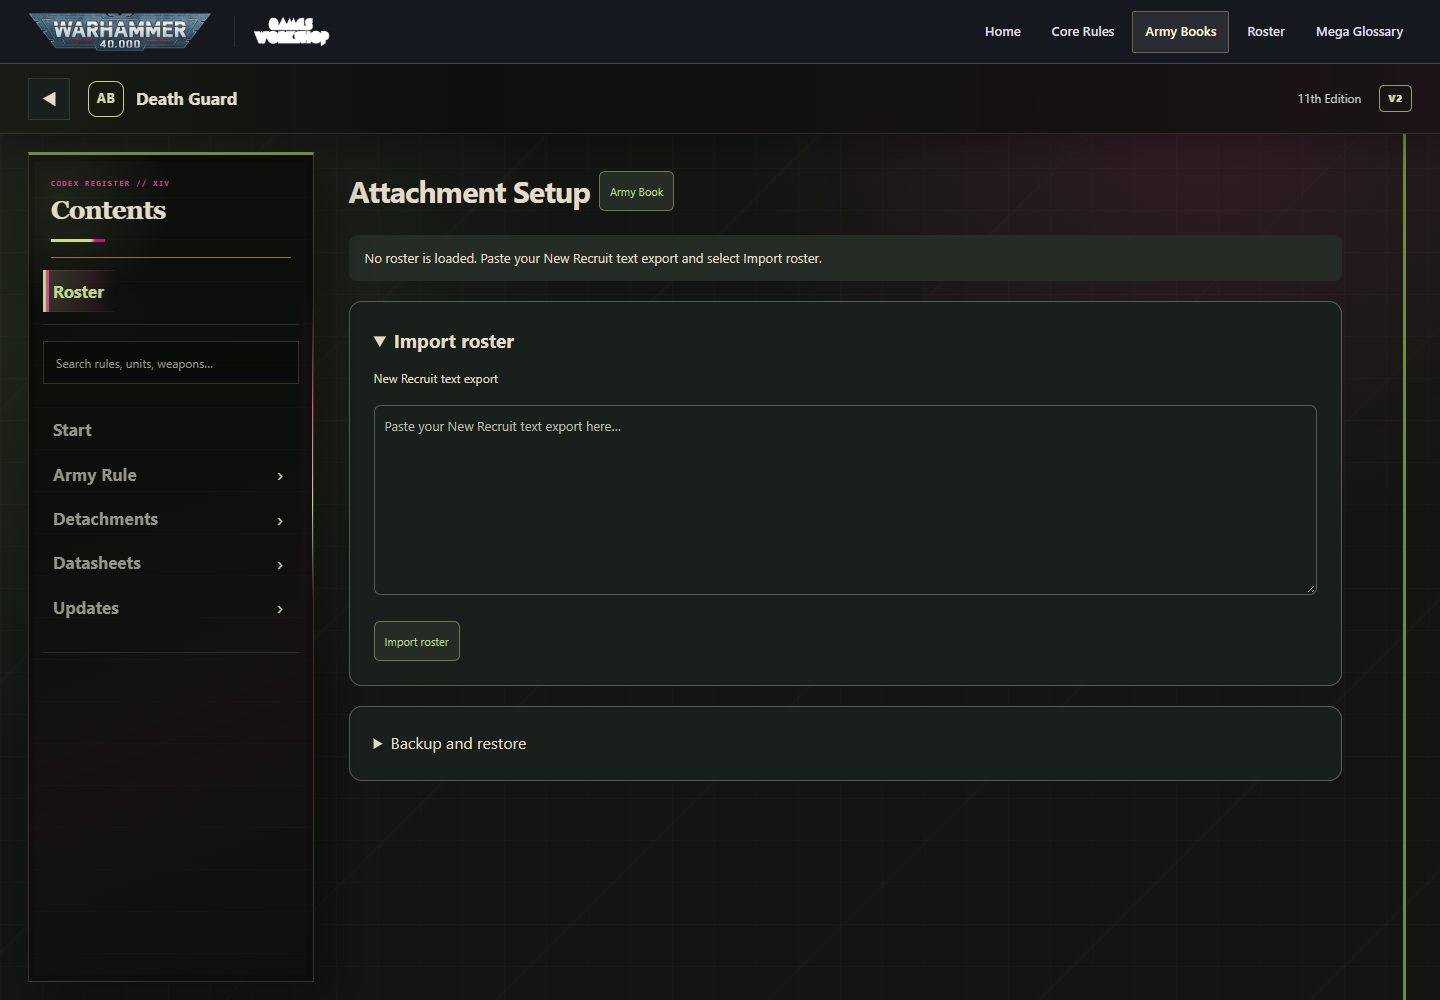 WARHAMMER
40,000
GAMES
WORKSHOP
Home
Core Rules
Army Books
Roster
Mega Glossary
AB
Death Guard
11th Edition
V2
CODEX REGISTER // XIV
Contents
Roster
Search rules, units, weapons...
Start
Army Rule
Detachments
Datasheets
Updates
Attachment Setup
Army Book
No roster is loaded. Paste your New Recruit text export and select Import roster.
Import roster
New Recruit text export
Paste your New Recruit text export here...
Import roster
Backup and restore